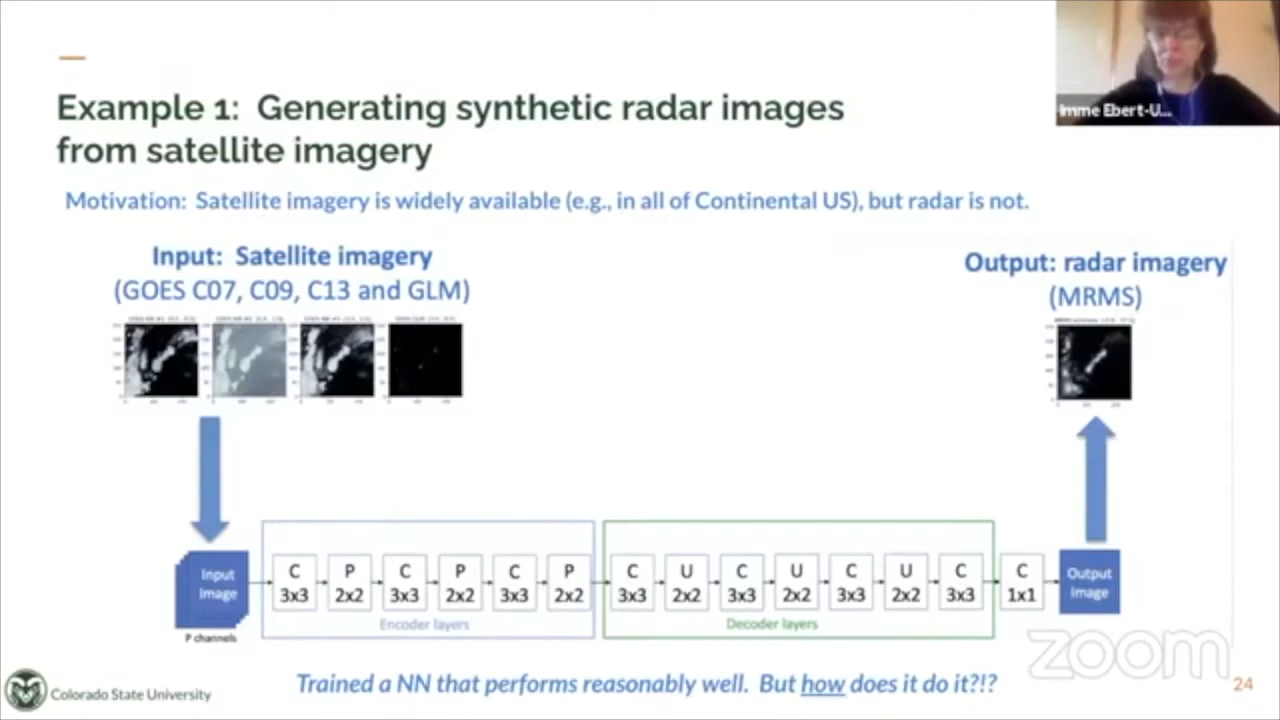 Imme Ebert-U...
Example 1: Generating synthetic radar images
from satellite imagery
Motivation: Satellite imagery is widely available (e.g., in all of Continental US), but radar is not.
Input: Satellite imagery
(GOES C07, C09, C13 and GLM)
Output: radar imagery
(MRMS)
Input
Image
P channels
C P C P C P C U C U C U C C
3x3 2x2 3x3 2x2 3x3 2x2 3x3 2x2 3x3 2x2 3x3 2x2 3x3 1x1
Encoder layers
Decoder layers
Output
Image
zoom
Colorado State University
Trained a NN that performs reasonably well. But how does it do it?!?
24